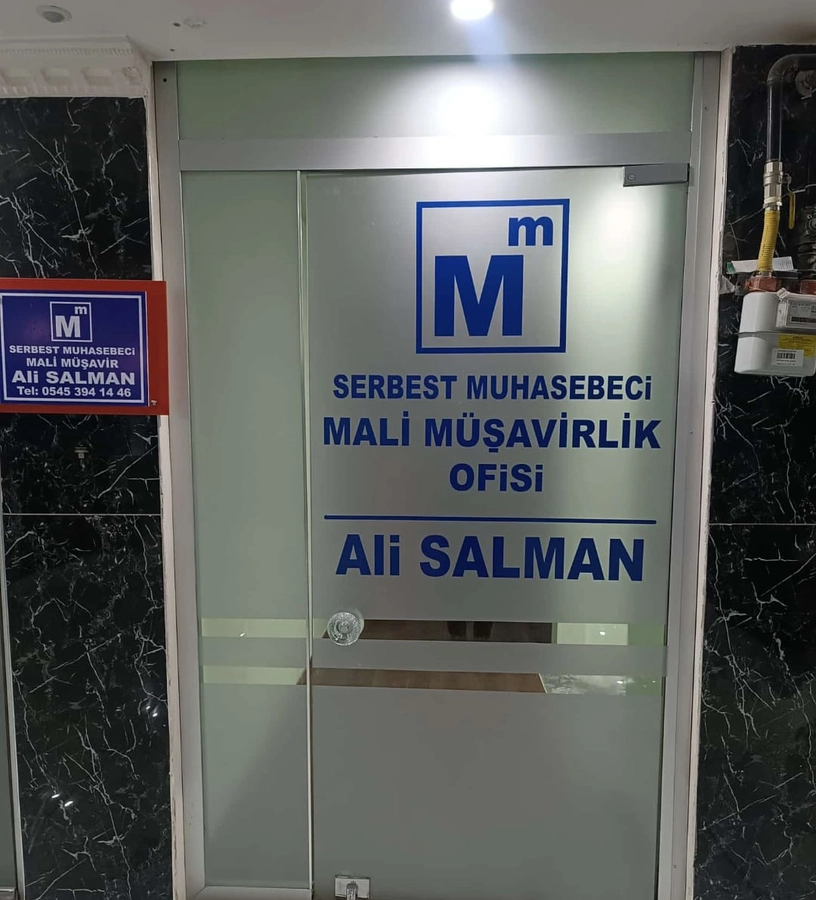 Mm
SERBEST MUHASEBECi
MALİ MÜŞAVİR
Ali SALMAN
Tel: 0545 394 14 46
Mm
SERBEST MUHASEBECi
MALİ MÜŞAVİRLİK
OFiSi
Ali SALMAN